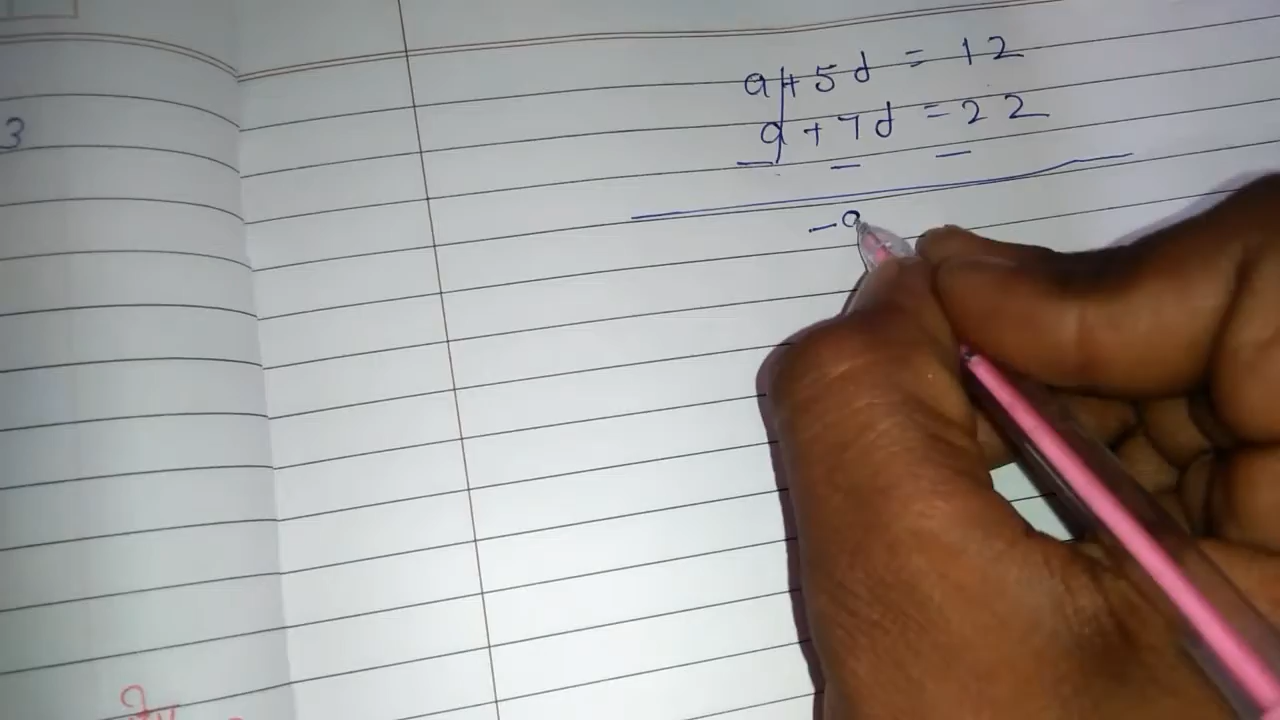 3
a + 5d = 12
a + 7d = 22
- - -
-2